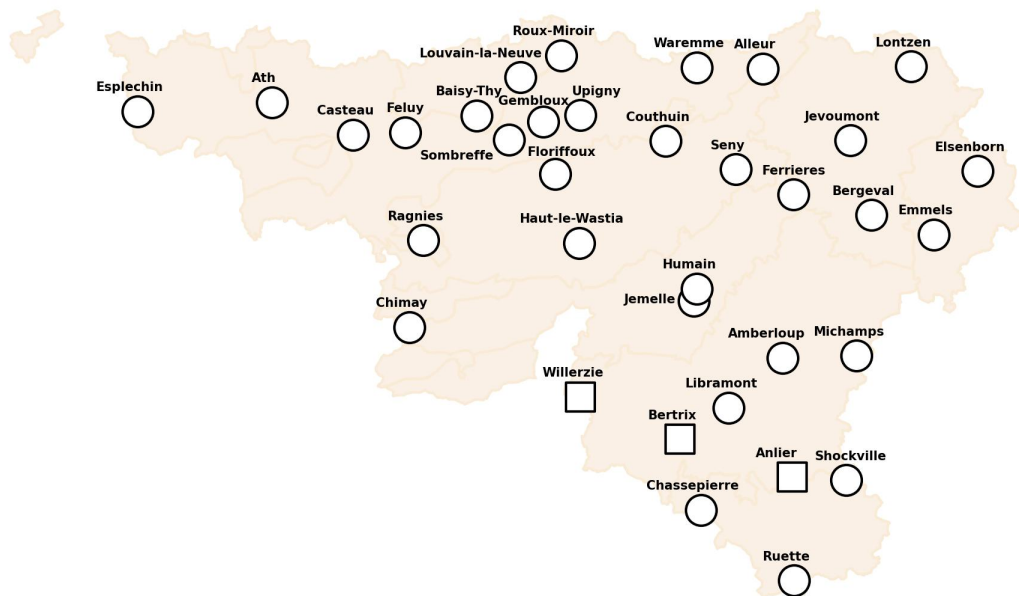 Roux-Miroir
Waremme
Alleur
Lontzen
Louvain-la-Neuve
Ath
Esplechin
Baisy-Thy
Upigny
Gembloux
Casteau
Feluy
Couthuin
Jevoumont
Sombreffe
Floriffoux
Seny
Elsenborn
Ferrieres
Bergeval
Emmels
Ragnies
Haut-le-Wastia
Humain
Jemelle
Chimay
Amberloup
Michamps
Willerzie
Libramont
Bertrix
Anlier
Shockville
Chassepierre
Ruette